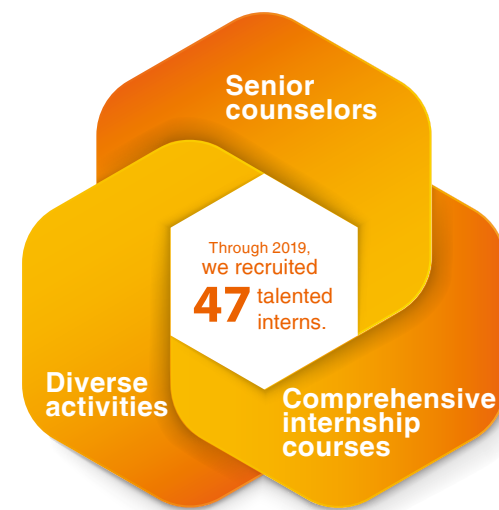 Senior
counselors
Through 2019,
we recruited
47 talented
interns.
Diverse
activities
Comprehensive
internship
courses